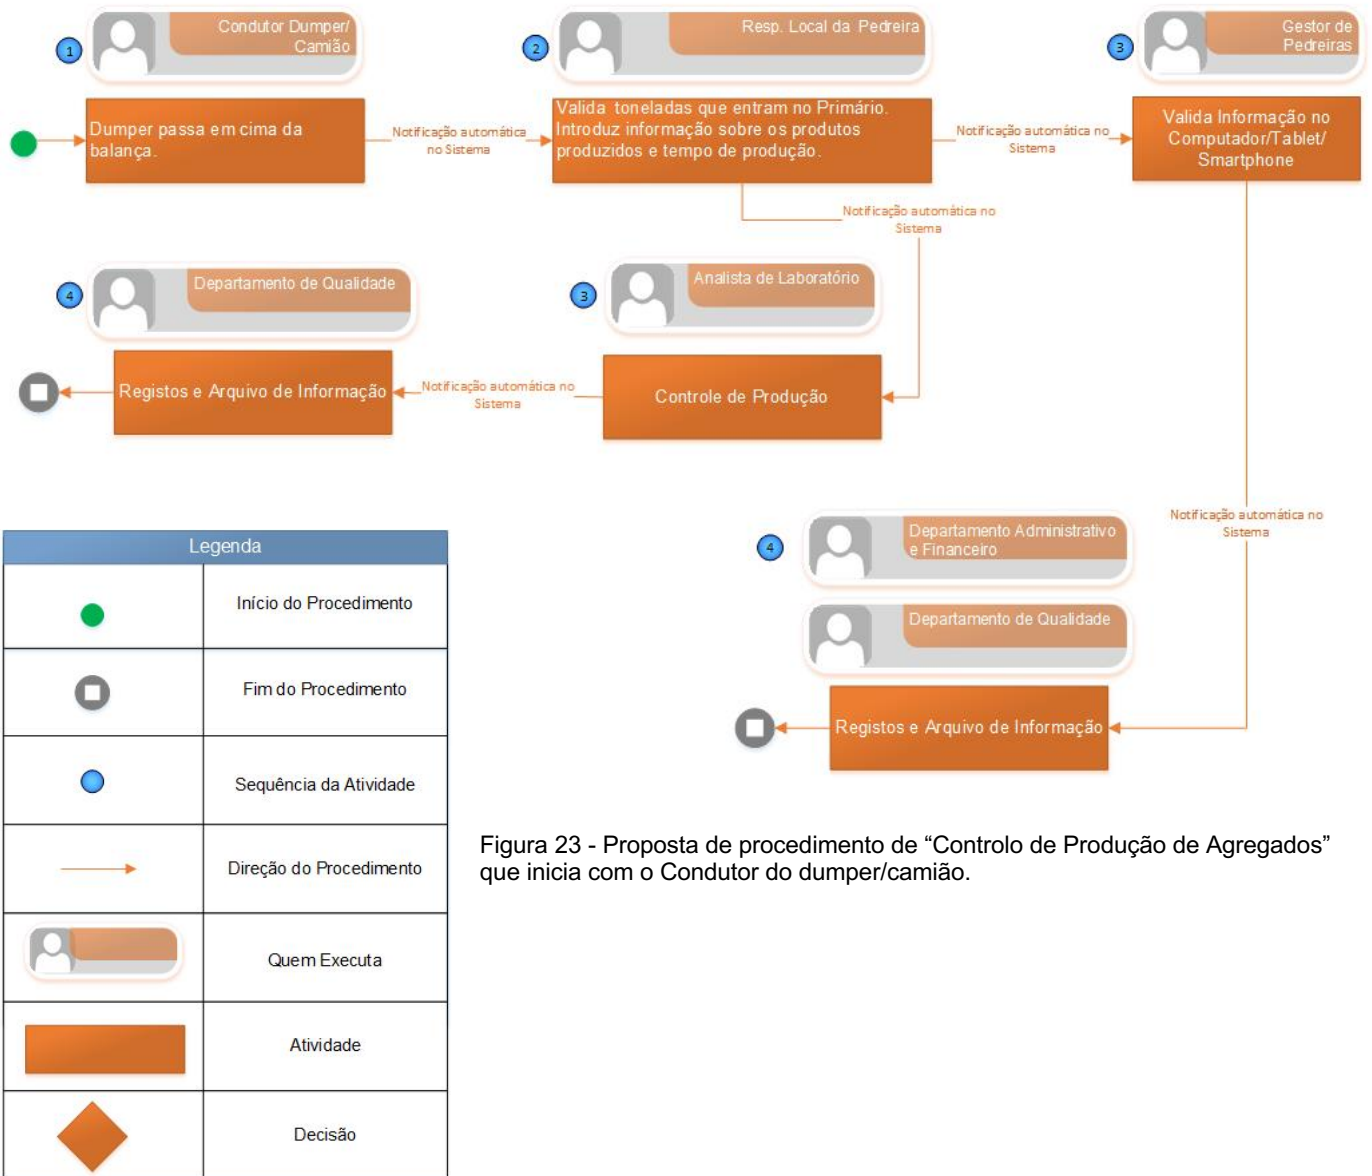 1
Condutor Dumper/
Camião
2
Resp. Local da Pedreira
3
Gestor de
Pedreiras
Dumper passa em cima da
balança.
Notificação automática
no Sistema
Valida toneladas que entram no Primário.
Introduz informação sobre os produtos
produzidos e tempo de produção.
Notificação automática no
Sistema
Valida Informação no
Computador/Tablet/
Smartphone
Notificação automática no
Sistema
4
Departamento de Qualidade
3
Analista de Laboratório
Registos e Arquivo de Informação
Notificação automática no
Sistema
Controle de Produção
Notificação automática no
Sistema
4
Departamento Administrativo
e Financeiro
Departamento de Qualidade
Registos e Arquivo de Informação
Legenda
Início do Procedimento
Fim do Procedimento
Sequência da Atividade
Direção do Procedimento
Quem Executa
Atividade
Decisão
Figura 23 - Proposta de procedimento de “Controlo de Produção de Agregados”
que inicia com o Condutor do dumper/camião.